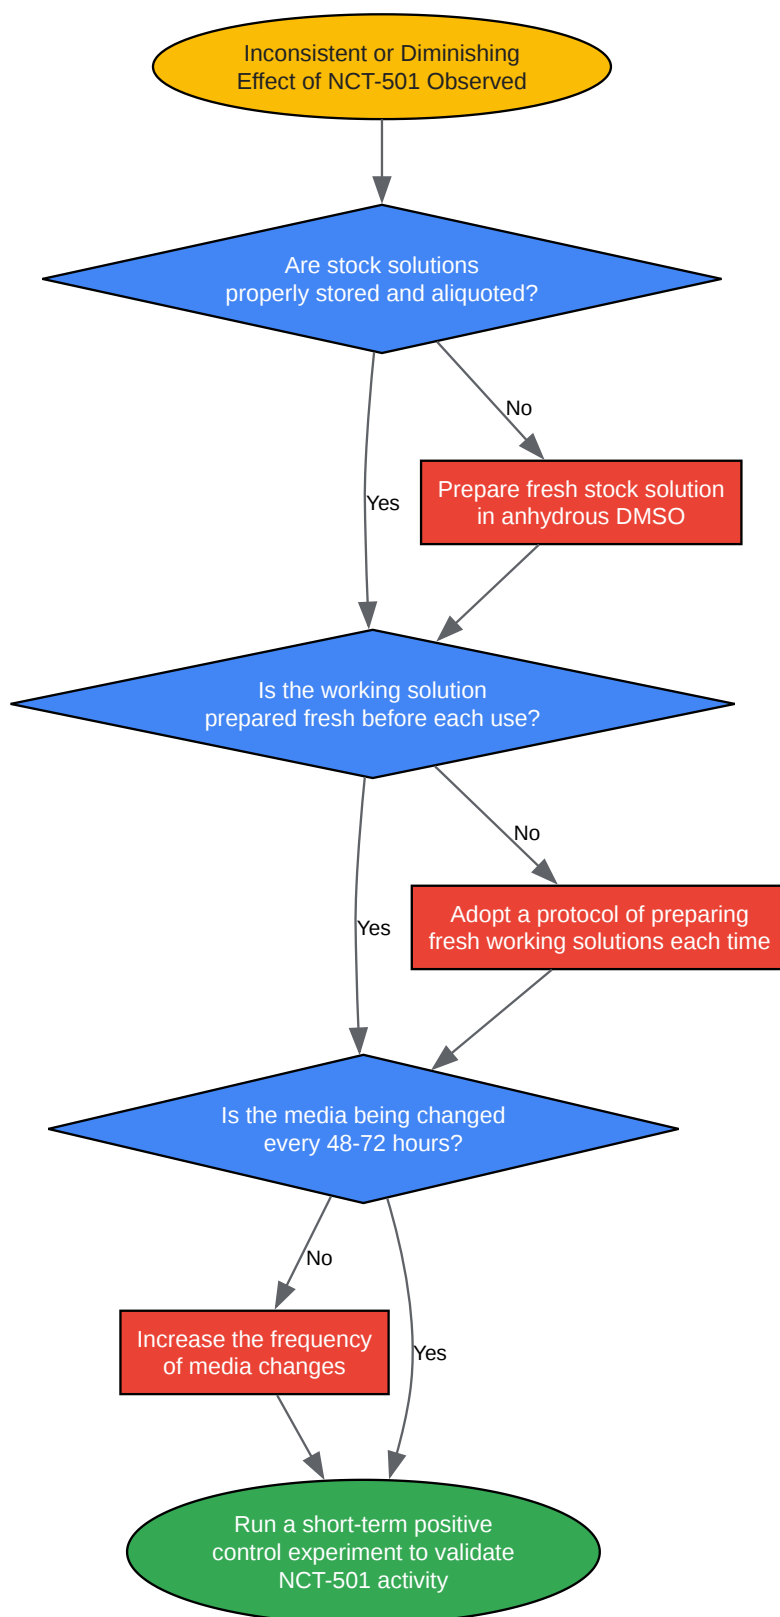 Inconsistent or Diminishing
Effect of NCT-501 Observed
Are stock solutions
properly stored and aliquoted?
No
Prepare fresh stock solution
in anhydrous DMSO
Yes
Is the working solution
prepared fresh before each use?
No
Adopt a protocol of preparing
fresh working solutions each time
Yes
Is the media being changed
every 48-72 hours?
No
Increase the frequency
of media changes
Yes
Run a short-term positive
control experiment to validate
NCT-501 activity